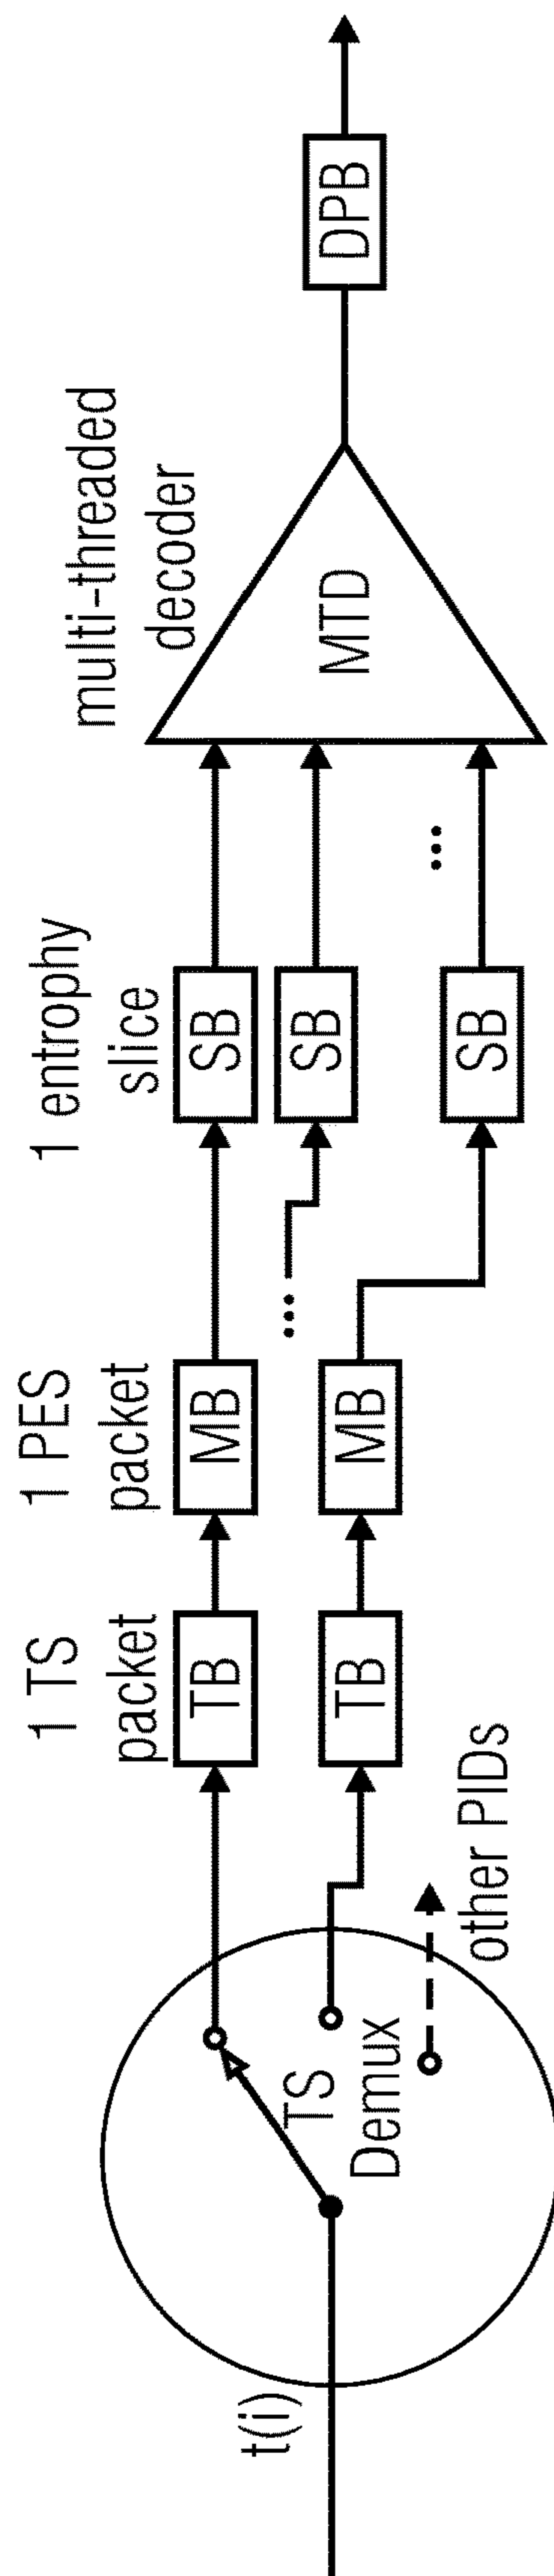 t(i)
TS
Demux
other PIDs
1 TS
packet
TB
TB
1 PES
packet
MB
MB
...
1 entrophy
slice
SB
SB
SB
...
multi-threaded
decoder
MTD
DPB